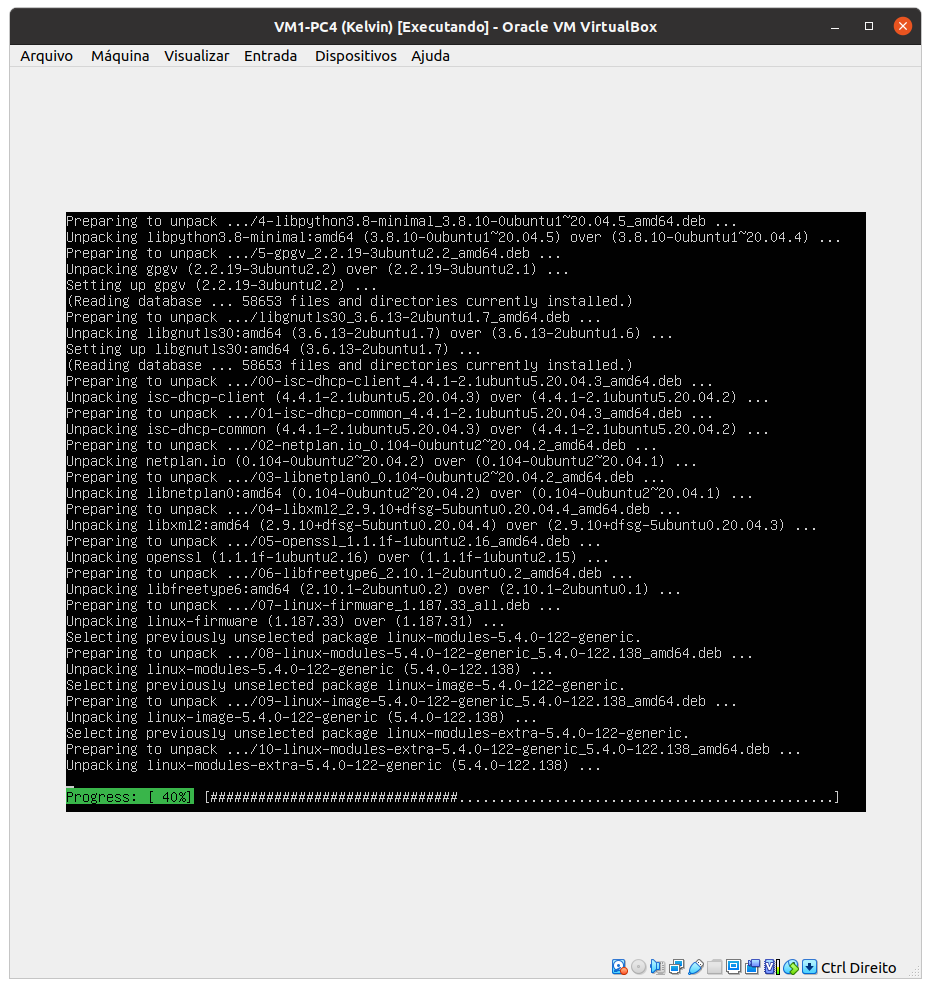 VM1-PC4 (Kelvin) [Executando] - Oracle VM VirtualBox
Arquivo Máquina Visualizar Entrada Dispositivos Ajuda
Preparing to unpack .../4-libpython3.8-minimal_3.8.10-0ubuntu1~20.04.5_amd64.deb ...
Unpacking libpython3.8-minimal:amd64 (3.8.10-0ubuntu1~20.04.5) over (3.8.10-0ubuntu1~20.04.4) ...
Preparing to unpack .../5-gpgv_2.2.19-3ubuntu2.2_amd64.deb ...
Unpacking gpgv (2.2.19-3ubuntu2.2) over (2.2.19-3ubuntu2.1) ...
Setting up gpgv (2.2.19-3ubuntu2.2) ...
(Reading database ... 58653 files and directories currently installed.)
Preparing to unpack .../libgnutls30_3.6.13-2ubuntu1.7_amd64.deb ...
Unpacking libgnutls30:amd64 (3.6.13-2ubuntu1.7) over (3.6.13-2ubuntu1.6) ...
Setting up libgnutls30:amd64 (3.6.13-2ubuntu1.7) ...
(Reading database ... 58653 files and directories currently installed.)
Preparing to unpack .../00-isc-dhcp-client_4.4.1-2.1ubuntu5.20.04.3_amd64.deb ...
Unpacking isc-dhcp-client (4.4.1-2.1ubuntu5.20.04.3) over (4.4.1-2.1ubuntu5.20.04.2) ...
Preparing to unpack .../01-isc-dhcp-common_4.4.1-2.1ubuntu5.20.04.3_amd64.deb ...
Unpacking isc-dhcp-common (4.4.1-2.1ubuntu5.20.04.3) over (4.4.1-2.1ubuntu5.20.04.2) ...
Preparing to unpack .../02-netplan.io_0.104-0ubuntu2~20.04.2_amd64.deb ...
Unpacking netplan.io (0.104-0ubuntu2~20.04.2) over (0.104-0ubuntu2~20.04.1) ...
Preparing to unpack .../03-libnetplan0_0.104-0ubuntu2~20.04.2_amd64.deb ...
Unpacking libnetplan0:amd64 (0.104-0ubuntu2~20.04.2) over (0.104-0ubuntu2~20.04.1) ...
Preparing to unpack .../04-libxml2_2.9.10+dfsg-5ubuntu0.20.04.4_amd64.deb ...
Unpacking libxml2:amd64 (2.9.10+dfsg-5ubuntu0.20.04.4) over (2.9.10+dfsg-5ubuntu0.20.04.3) ...
Preparing to unpack .../05-openssl_1.1.1f-1ubuntu2.16_amd64.deb ...
Unpacking openssl (1.1.1f-1ubuntu2.16) over (1.1.1f-1ubuntu2.15) ...
Preparing to unpack .../06-libfreetype6_2.10.1-2ubuntu0.2_amd64.deb ...
Unpacking libfreetype6:amd64 (2.10.1-2ubuntu0.2) over (2.10.1-2ubuntu0.1) ...
Preparing to unpack .../07-linux-firmware_1.187.33_all.deb ...
Unpacking linux-firmware (1.187.33) over (1.187.31) ...
Selecting previously unselected package linux-modules-5.4.0-122-generic.
Preparing to unpack .../08-linux-modules-5.4.0-122-generic_5.4.0-122.138_amd64.deb ...
Unpacking linux-modules-5.4.0-122-generic (5.4.0-122.138) ...
Selecting previously unselected package linux-image-5.4.0-122-generic.
Preparing to unpack .../09-linux-image-5.4.0-122-generic_5.4.0-122.138_amd64.deb ...
Unpacking linux-image-5.4.0-122-generic (5.4.0-122.138) ...
Selecting previously unselected package linux-modules-extra-5.4.0-122-generic.
Preparing to unpack .../10-linux-modules-extra-5.4.0-122-generic_5.4.0-122.138_amd64.deb ...
Unpacking linux-modules-extra-5.4.0-122-generic (5.4.0-122.138) ...
Progress: [ 40%] [###############################...............................................]
Ctrl Direito